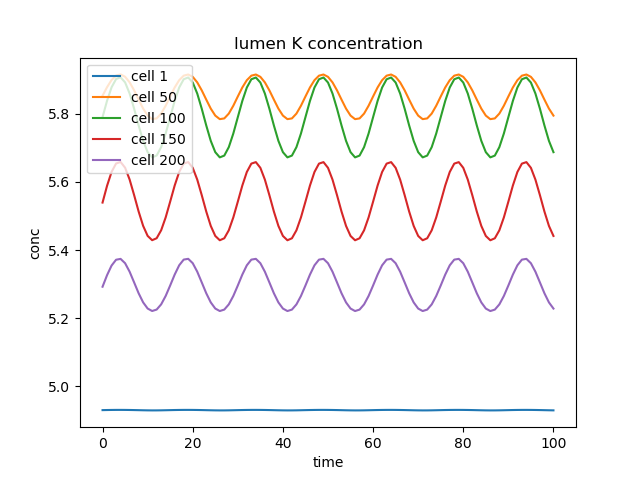 lumen K concentration
cell 1
cell 50
cell 100
cell 150
cell 200
conc
5.8
5.6
5.4
5.2
5.0
0
20
40
60
80
100
time